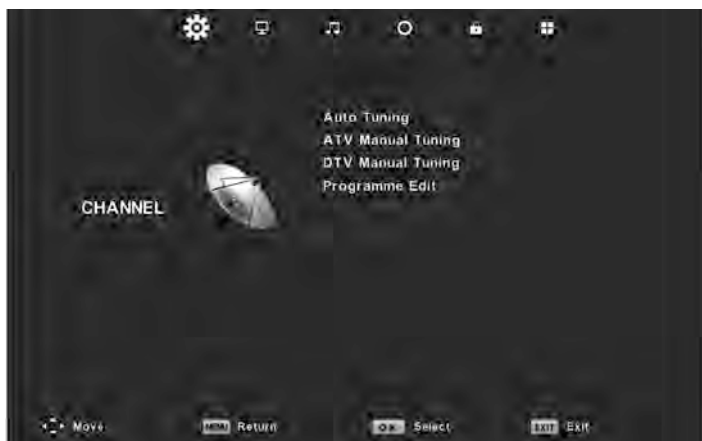 Auto Tuning
ATV Manual Tuning
DTV Manual Tuning
Programme Edit
CHANNEL
Move MENU Return OK Select EXIT Exit